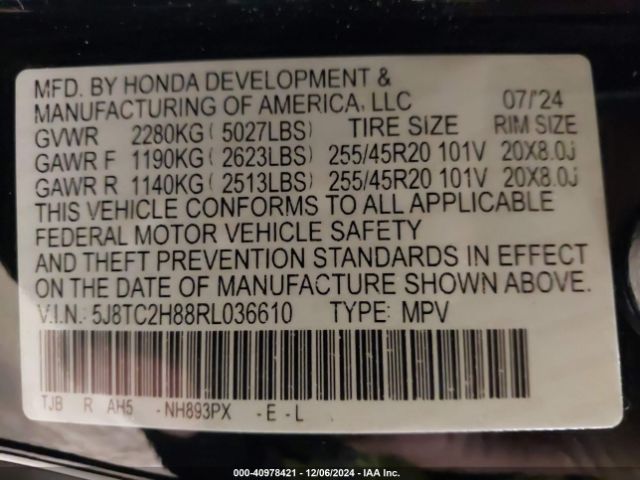 MFD. BY HONDA DEVELOPMENT &
MANUFACTURING OF AMERICA, LLC 07/'24
GVWR 2280KG ( 5027LBS) TIRE SIZE RIM SIZE
GAWR F 1190KG ( 2623LBS) 255/45R20 101V 20X8.0J
GAWR R 1140KG ( 2513LBS) 255/45R20 101V 20X8.0J
THIS VEHICLE CONFORMS TO ALL APPLICABLE
FEDERAL MOTOR VEHICLE SAFETY
AND THEFT PREVENTION STANDARDS IN EFFECT
ON THE DATE OF MANUFACTURE SHOWN ABOVE.
V.I.N.: 5J8TC2H88RL036610 TYPE: MPV
TJB R AH5 -NH893PX -E-L
000-40978421 - 12/06/2024 - IAA Inc.